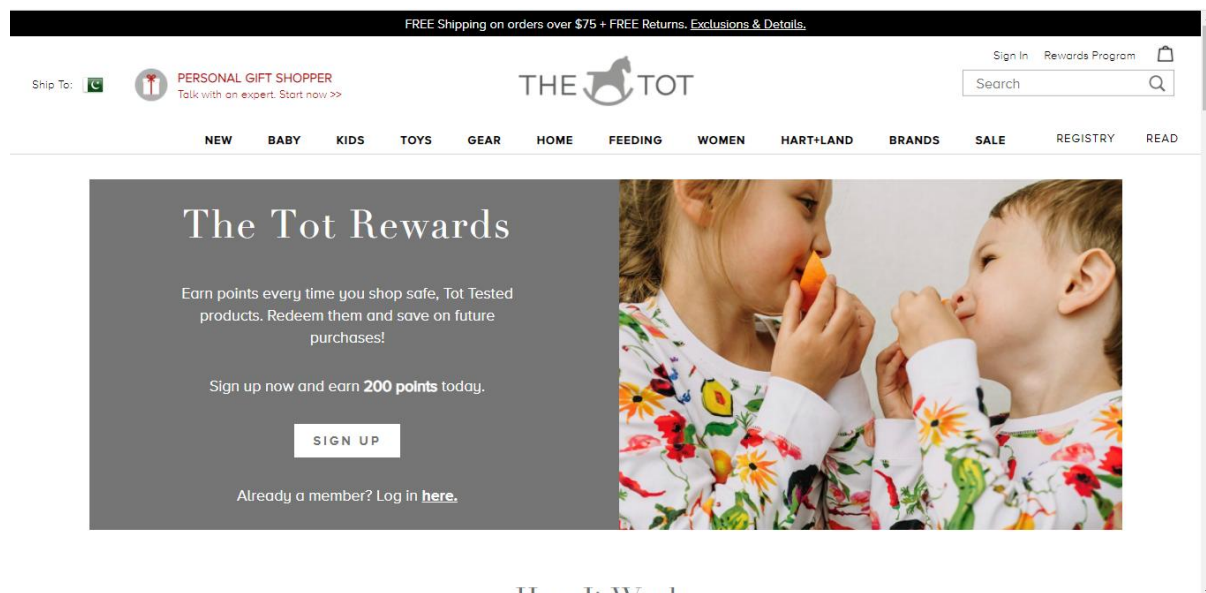 FREE Shipping on orders over $75 + FREE Returns. Exclusions & Details.
Sign In Rewards Program
Ship To:
PERSONAL GIFT SHOPPER
Talk with an expert. Start now >>
THE TOT
Search
NEW BABY KIDS TOYS GEAR HOME FEEDING WOMEN HART+LAND BRANDS SALE REGISTRY READ
The Tot Rewards
Earn points every time you shop safe, Tot Tested
products. Redeem them and save on future
purchases!
Sign up now and earn 200 points today.
SIGN UP
Already a member? Log in here.